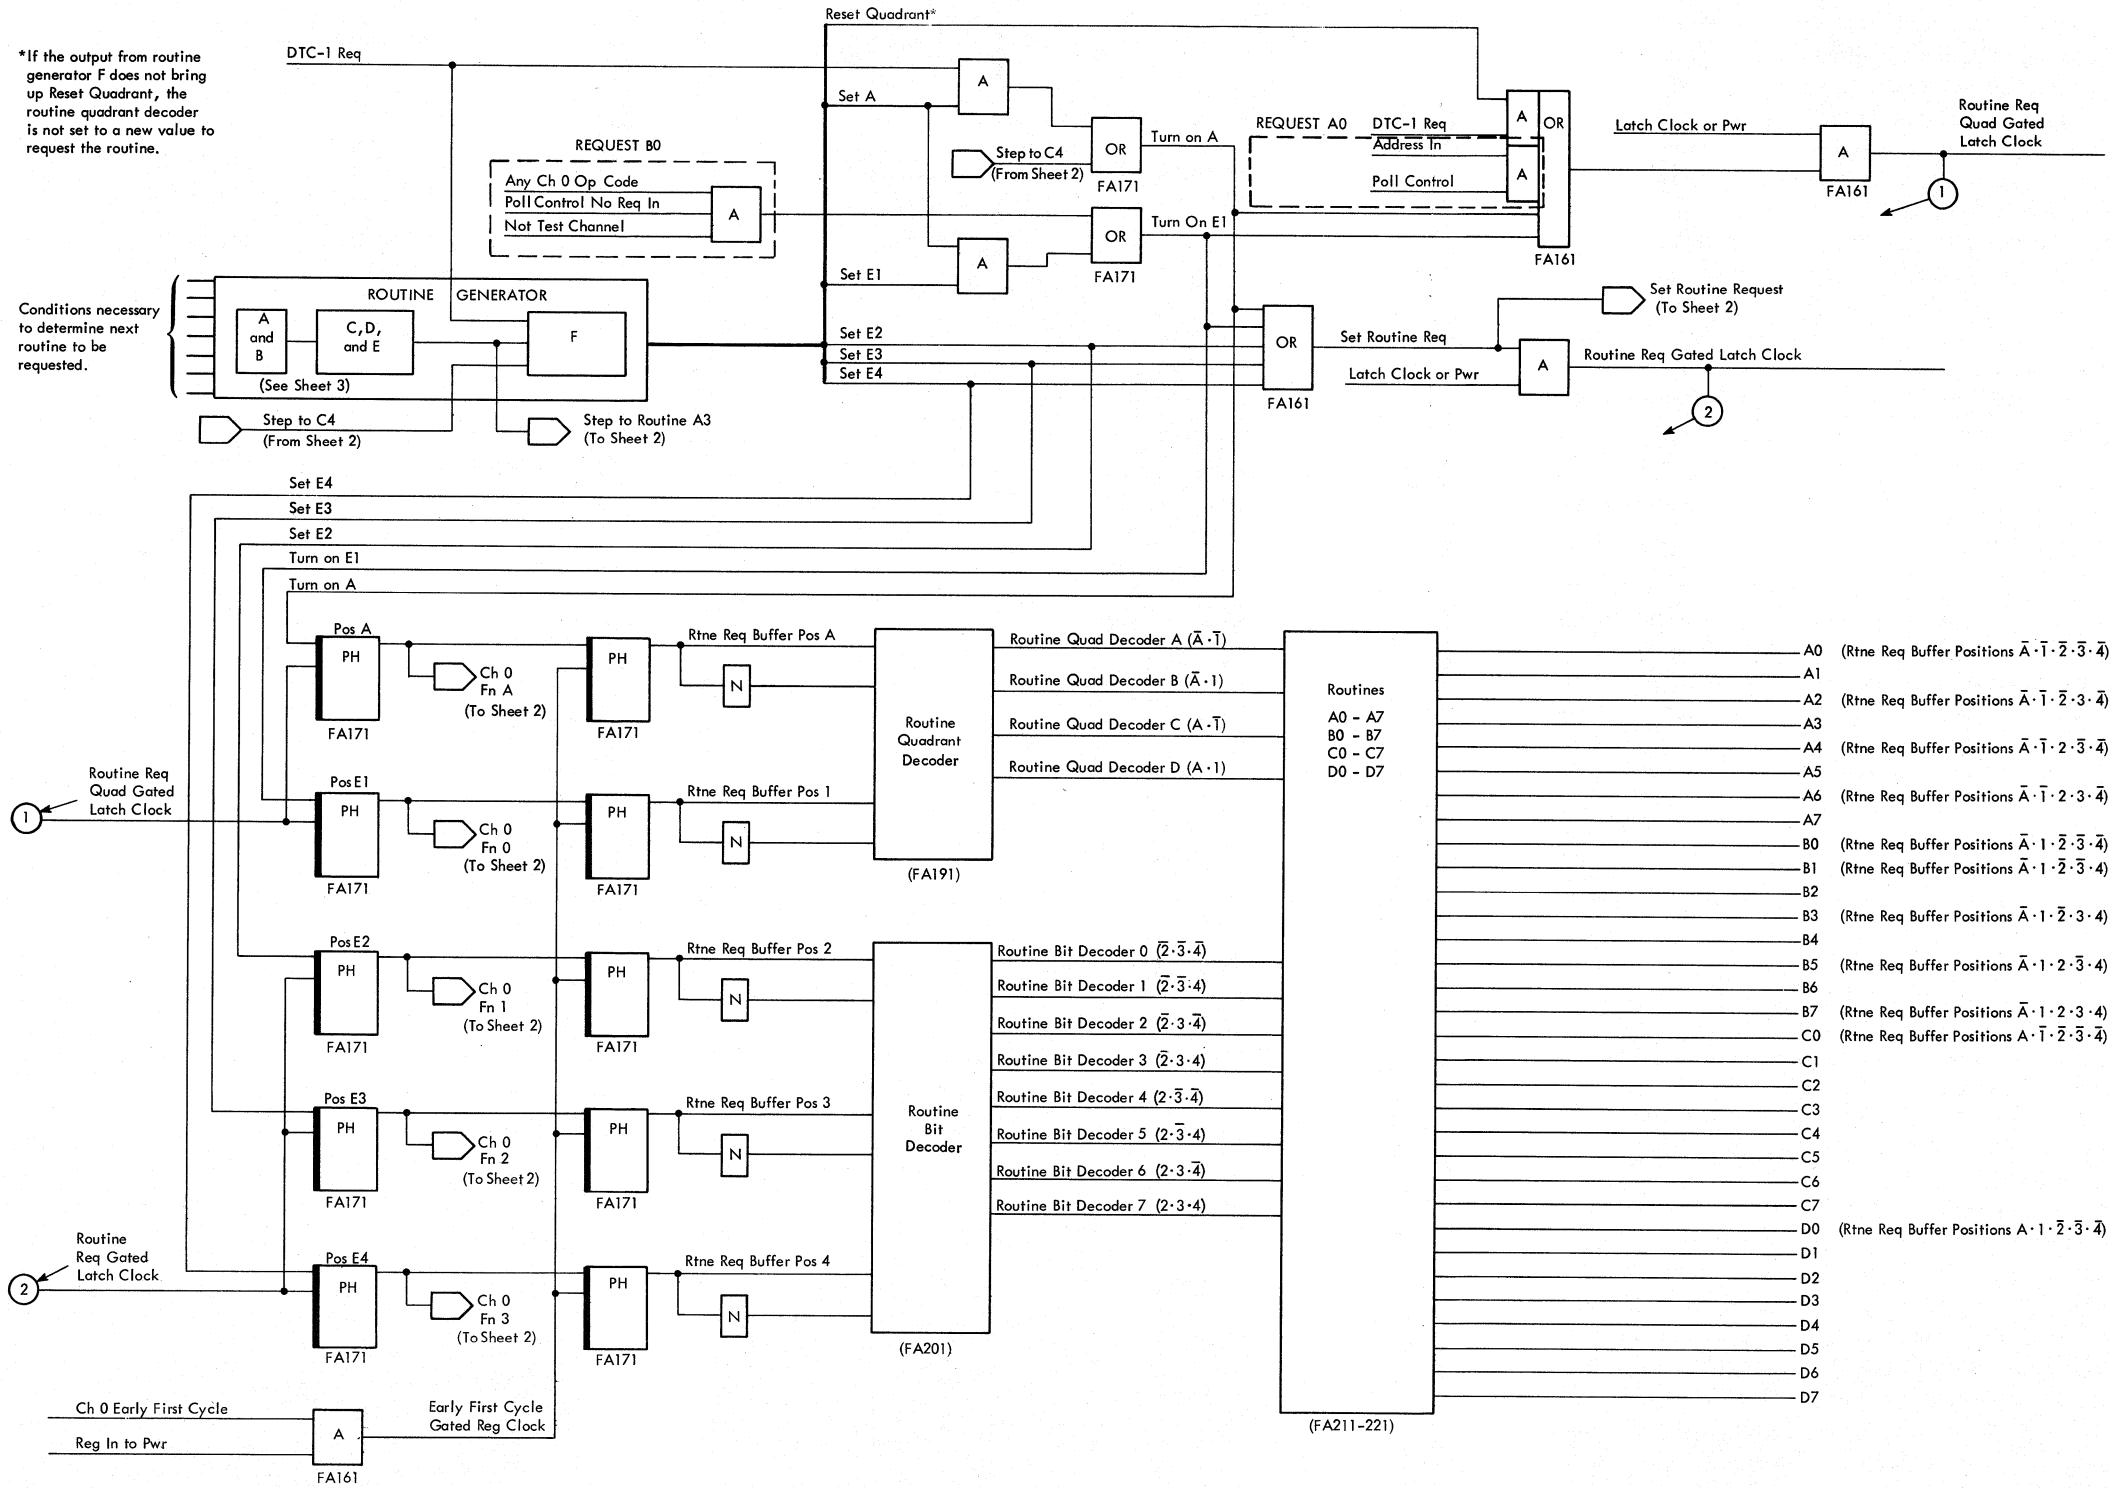 Reset Quadrant*
*If the output from routine
generator F does not bring
up Reset Quadrant, the
routine quadrant decoder
is not set to a new value to
request the routine.
DTC-1 Req
A
Set A
Step to C4
(From Sheet 2)
OR
FA171
Turn on A
REQUEST B0
Any Ch 0 Op Code
Poll Control No Req In
Not Test Channel
A
OR
FA171
Turn On E1
A
Set E1
REQUEST A0
DTC-1 Req
Address In
Poll Control
A
A
OR
FA161
Latch Clock or Pwr
A
FA161
Routine Req
Quad Gated
Latch Clock
1
Conditions necessary
to determine next
routine to be
requested.
ROUTINE GENERATOR
A
and
B
C, D,
and E
F
(See Sheet 3)
Step to C4
(From Sheet 2)
Step to Routine A3
(To Sheet 2)
Set E2
Set E3
Set E4
OR
FA161
Set Routine Req
Set Routine Request
(To Sheet 2)
Latch Clock or Pwr
A
Routine Req Gated Latch Clock
2
Set E4
Set E3
Set E2
Turn on E1
Turn on A
Pos A
PH
FA171
Ch 0
Fn A
(To Sheet 2)
PH
FA171
Rtne Req Buffer Pos A
N
Routine Req
Quad Gated
Latch Clock
1
Pos E1
PH
FA171
Ch 0
Fn 0
(To Sheet 2)
PH
FA171
Rtne Req Buffer Pos 1
N
Routine
Quadrant
Decoder
(FA191)
Routine Quad Decoder A (A̅·1̅)
Routine Quad Decoder B (A̅·1)
Routine Quad Decoder C (A·1̅)
Routine Quad Decoder D (A·1)
Pos E2
PH
FA171
Ch 0
Fn 1
(To Sheet 2)
PH
FA171
Rtne Req Buffer Pos 2
N
Pos E3
PH
FA171
Ch 0
Fn 2
(To Sheet 2)
PH
FA171
Rtne Req Buffer Pos 3
N
Routine
Req Gated
Latch Clock
2
Pos E4
PH
FA171
Ch 0
Fn 3
(To Sheet 2)
PH
FA171
Rtne Req Buffer Pos 4
N
Routine
Bit
Decoder
(FA201)
Routine Bit Decoder 0 (2̅·3̅·4̅)
Routine Bit Decoder 1 (2̅·3̅·4)
Routine Bit Decoder 2 (2̅·3·4̅)
Routine Bit Decoder 3 (2̅·3·4)
Routine Bit Decoder 4 (2·3̅·4̅)
Routine Bit Decoder 5 (2·3̅·4)
Routine Bit Decoder 6 (2·3·4̅)
Routine Bit Decoder 7 (2·3·4)
Ch 0 Early First Cycle
Reg In to Pwr
A
FA161
Early First Cycle
Gated Reg Clock
Routines
A0 - A7
B0 - B7
C0 - C7
D0 - D7
(FA211-221)
A0 (Rtne Req Buffer Positions A̅·1̅·2̅·3̅·4̅)
A1
A2 (Rtne Req Buffer Positions A̅·1̅·2̅·3·4̅)
A3
A4 (Rtne Req Buffer Positions A̅·1̅·2·3̅·4̅)
A5
A6 (Rtne Req Buffer Positions A̅·1̅·2·3·4̅)
A7
B0 (Rtne Req Buffer Positions A̅·1·2̅·3̅·4̅)
B1 (Rtne Req Buffer Positions A̅·1·2̅·3̅·4)
B2
B3 (Rtne Req Buffer Positions A̅·1·2̅·3·4)
B4
B5 (Rtne Req Buffer Positions A̅·1·2·3̅·4)
B6
B7 (Rtne Req Buffer Positions A̅·1·2·3·4)
C0 (Rtne Req Buffer Positions A·1̅·2̅·3̅·4̅)
C1
C2
C3
C4
C5
C6
C7
D0 (Rtne Req Buffer Positions A·1·2̅·3̅·4̅)
D1
D2
D3
D4
D5
D6
D7